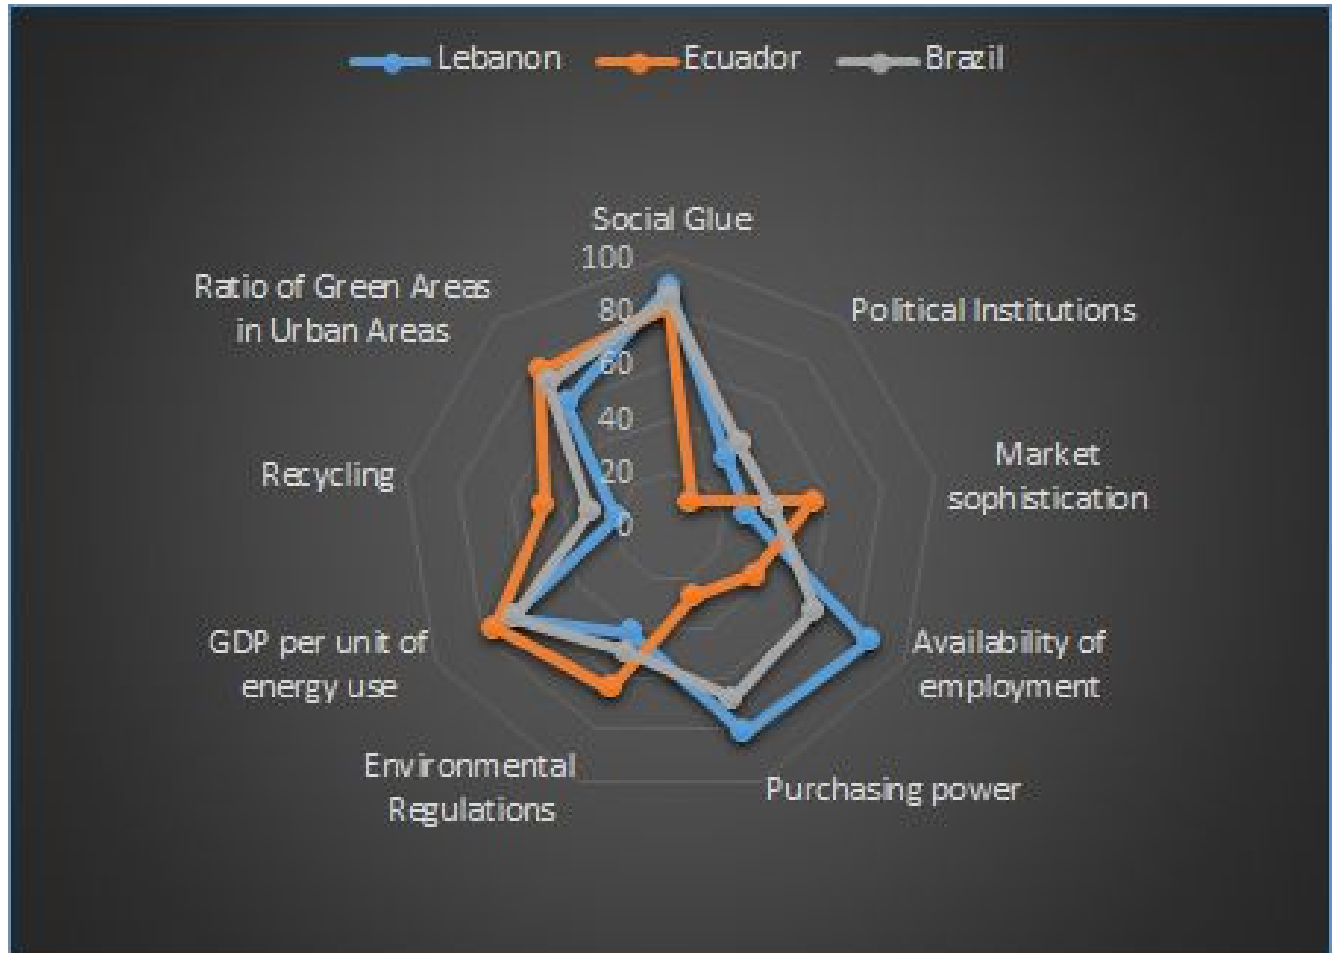 Lebanon Ecuador Brazil
Social Glue
100
80
60
40
20
0
Political Institutions
Market
sophistication
Availability of
employment
Purchasing power
Environmental
Regulations
GDP per unit of
energy use
Recycling
Ratio of Green Areas
in Urban Areas